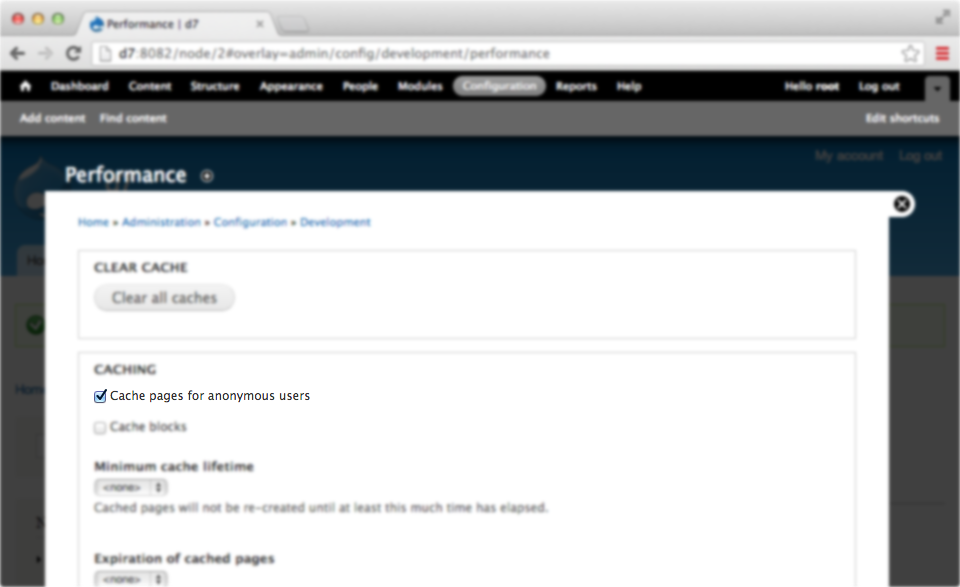 Performance | d7
d7:8082/node/2#overlay=admin/config/development/performance
Dashboard Content Structure Appearance People Modules Configuration Reports Help Hello root Log out
Add content Find content Edit shortcuts
My account Log out
Performance
Home » Administration » Configuration » Development
CLEAR CACHE
Clear all caches
CACHING
Cache pages for anonymous users
Cache blocks
Minimum cache lifetime
<none>
Cached pages will not be re-created until at least this much time has elapsed.
Expiration of cached pages
<none>